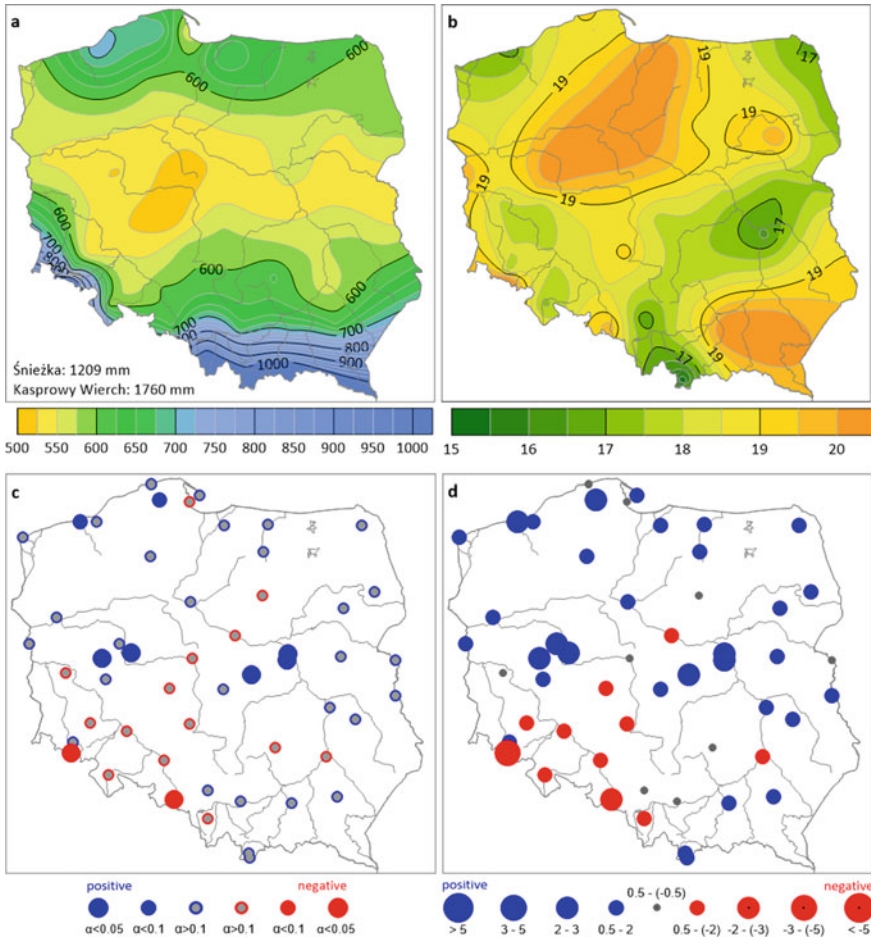 a
600
600
600
700
800
600
600
700
700
800
900
1000
Śnieżka: 1209 mm
Kasprowy Wierch: 1760 mm
500 550 600 650 700 750 800 850 900 950 1000
b
19
17
19
19
19
19
17
19
19
17
15 16 17 18 19 20
c
positive negative
α<0.05 α<0.1 α>0.1 α>0.1 α<0.1 α<0.05
d
positive 0.5 - (-0.5) negative
> 5 3 - 5 2 - 3 0.5 - 2 0.5 - (-2) -2 - (-3) -3 - (-5) < -5